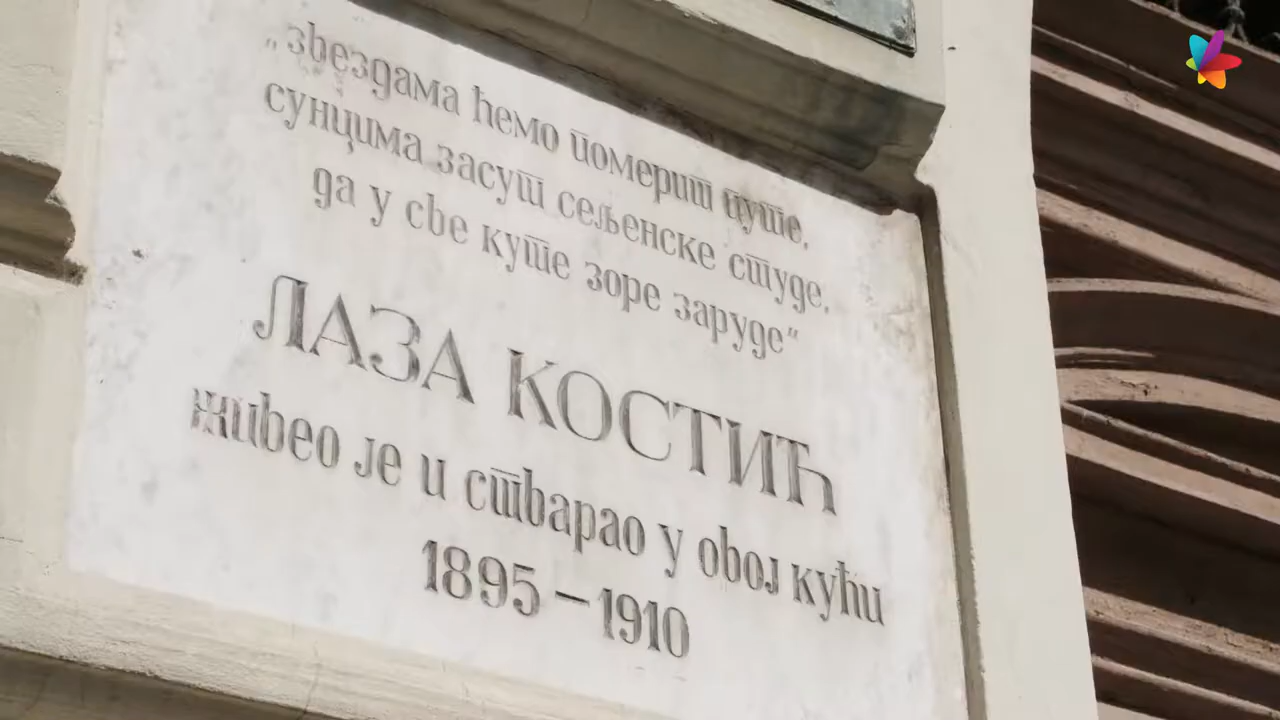 „звездама ћемо померит путе,
сунцима засут сељенске студе,
да у све куте зоре заруде“
ЛАЗА КОСТИЋ
живео је и стварао у овој кући
1895 – 1910